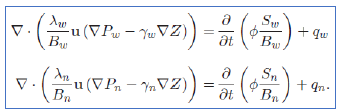 ∇ · ( λ_w / B_w u (∇P_w − γ_w∇Z) ) = ∂/∂t ( φ S_w / B_w ) + q_w
∇ · ( λ_n / B_n u (∇P_n − γ_n∇Z) ) = ∂/∂t ( φ S_n / B_n ) + q_n.